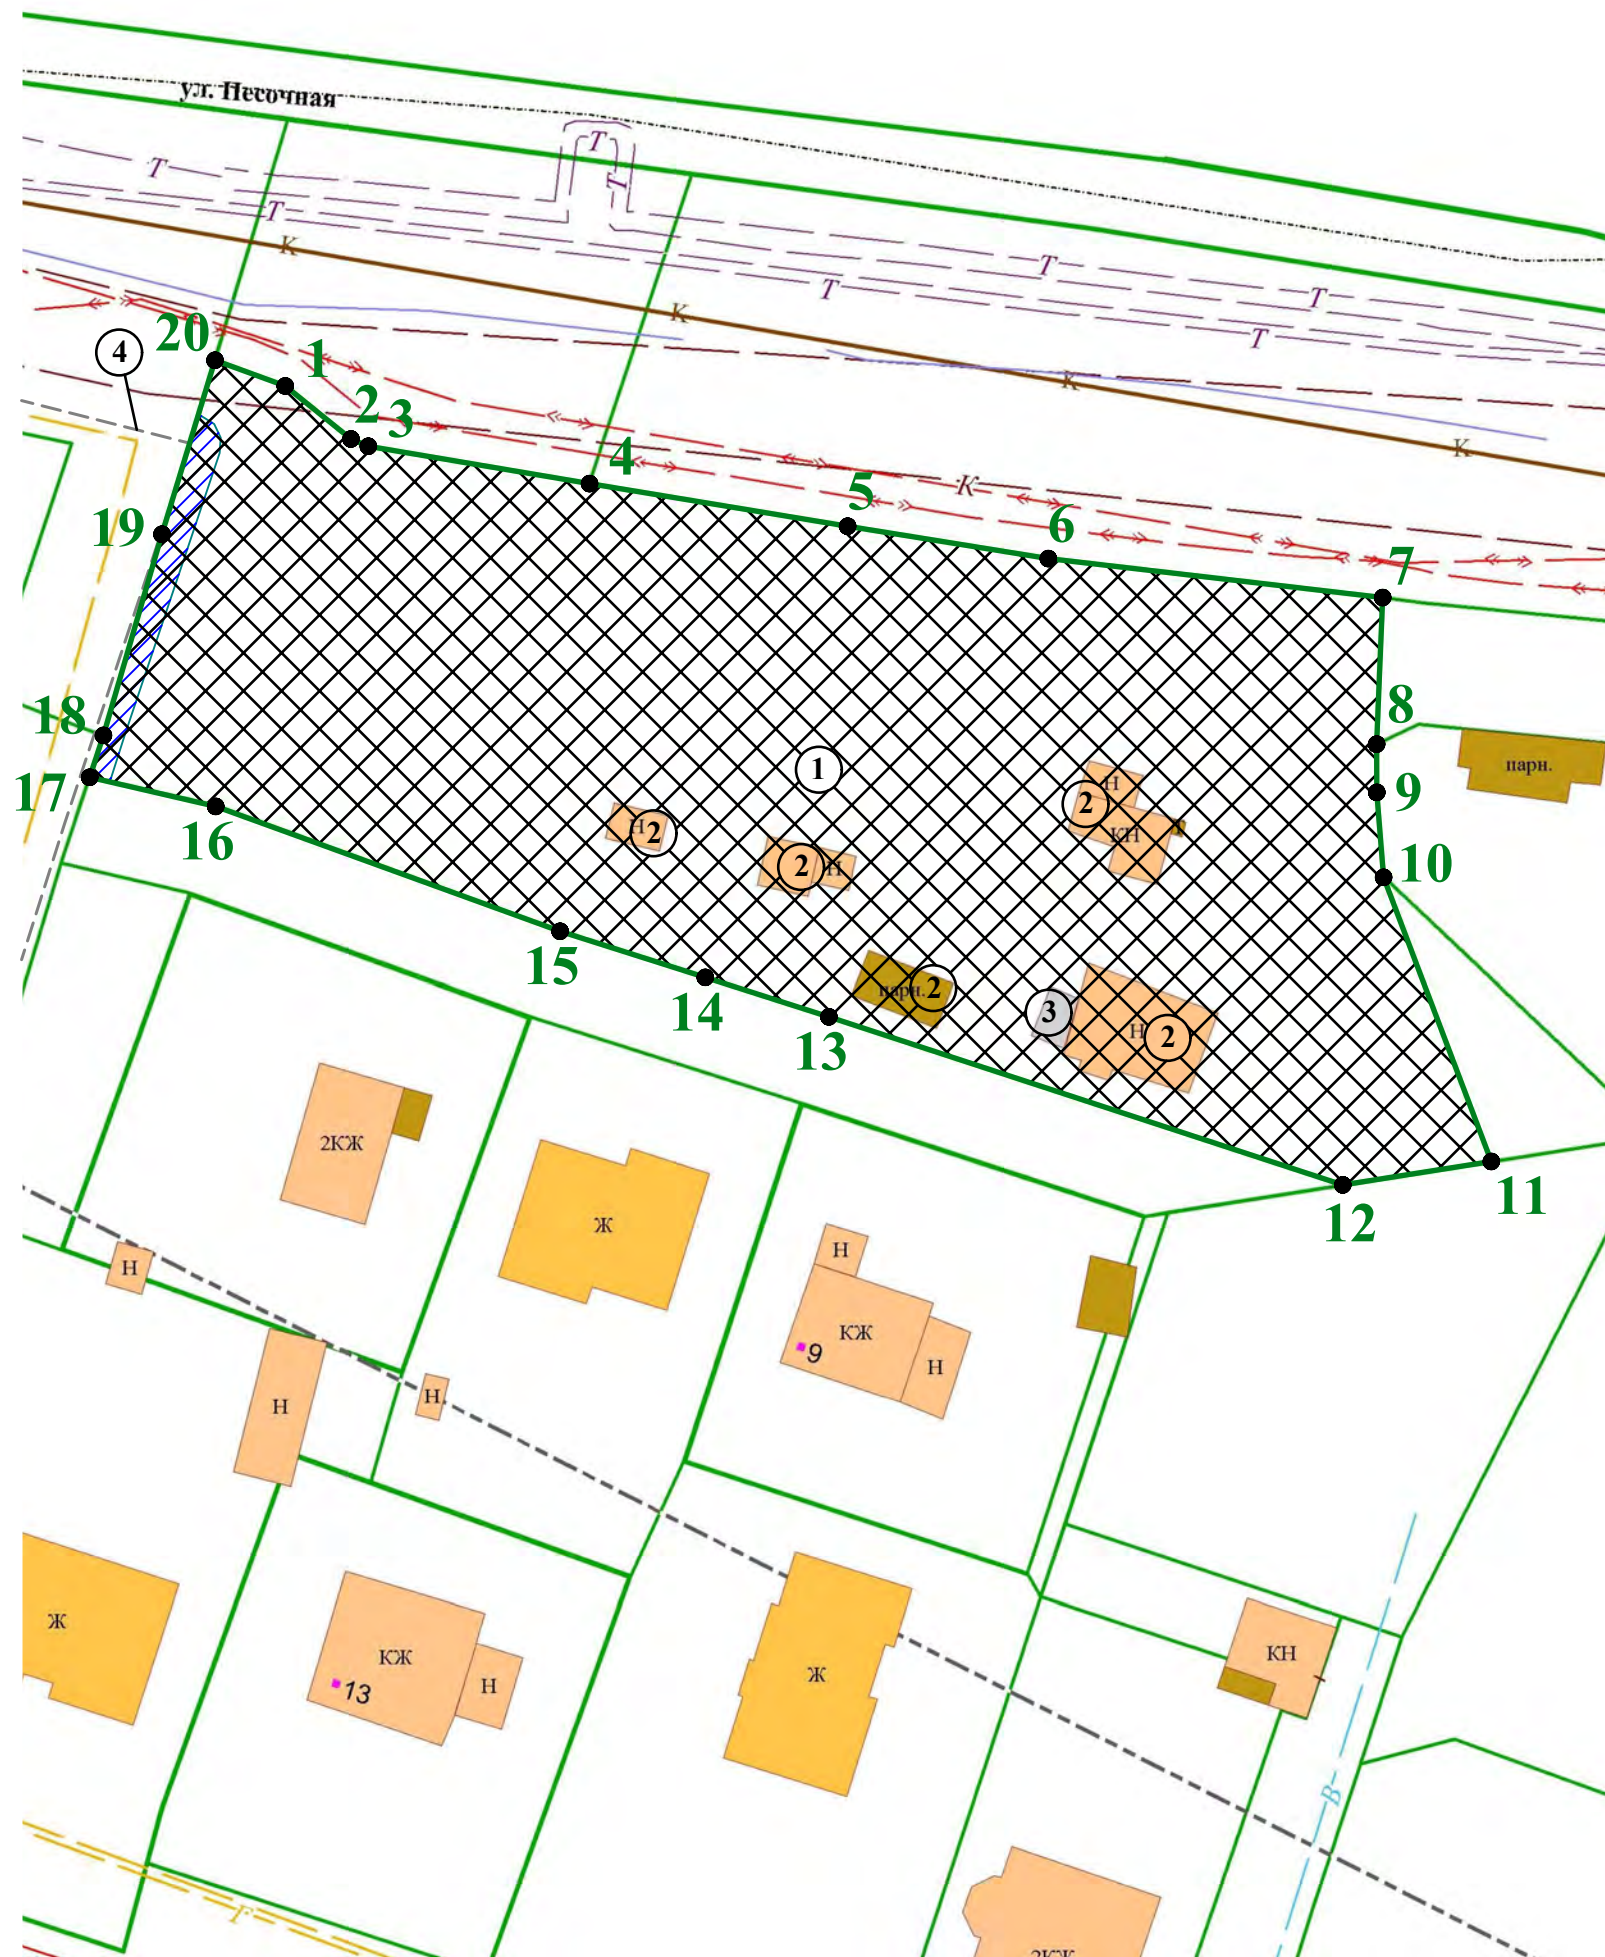 ул. Песочная
Т
Т
Т
Т
К
Т
Т
Т
Т
К
20
4
1
К
2
3
К
4
К
5
19
6
7
18
8
парн.
1
17
Н
2
9
Н
2
КН
16
2
Н
10
15
парн.
2
3
14
Н
2
13
2КЖ
11
12
Ж
Н
Н
КЖ
9
Н
Н
Н
Ж
КЖ
13
Н
Ж
КН
В
Г
2КЖ